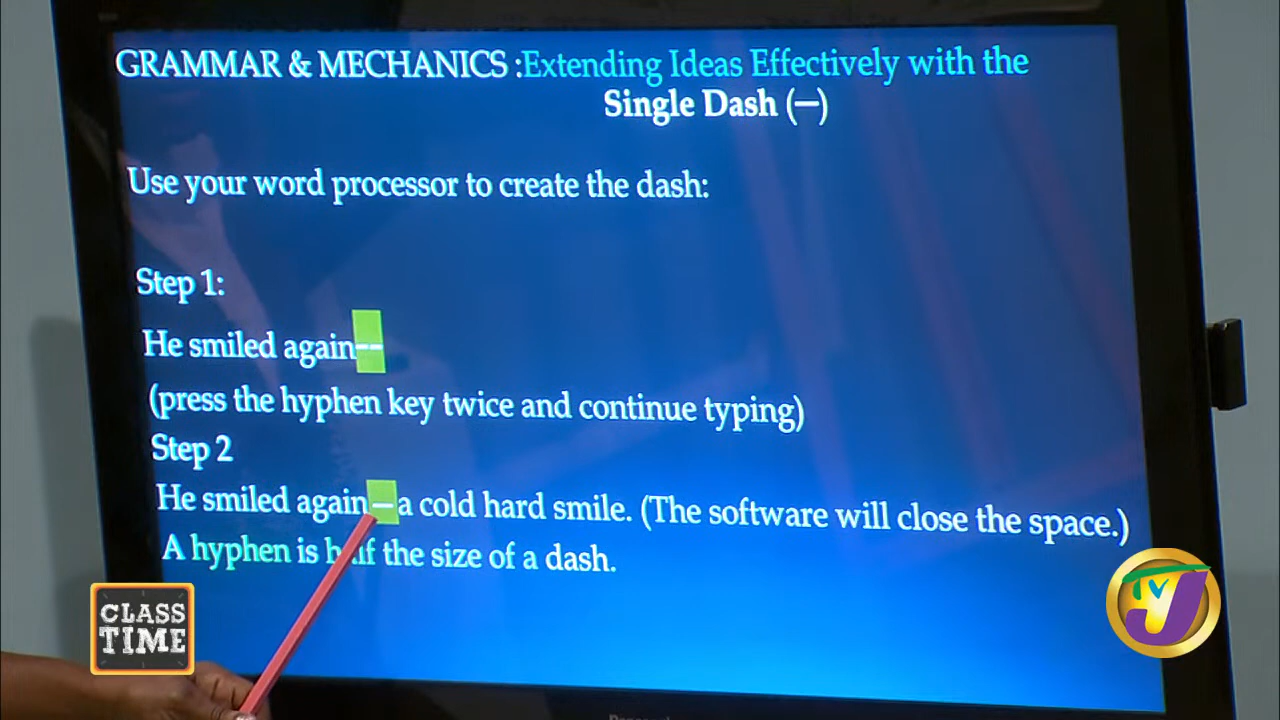 GRAMMAR & MECHANICS :Extending Ideas Effectively with the
Single Dash (—)
Use your word processor to create the dash:
Step 1:
He smiled again--
(press the hyphen key twice and continue typing)
Step 2
He smiled again—a cold hard smile. (The software will close the space.)
A hyphen is half the size of a dash.
CLASS
TIME
TVJ